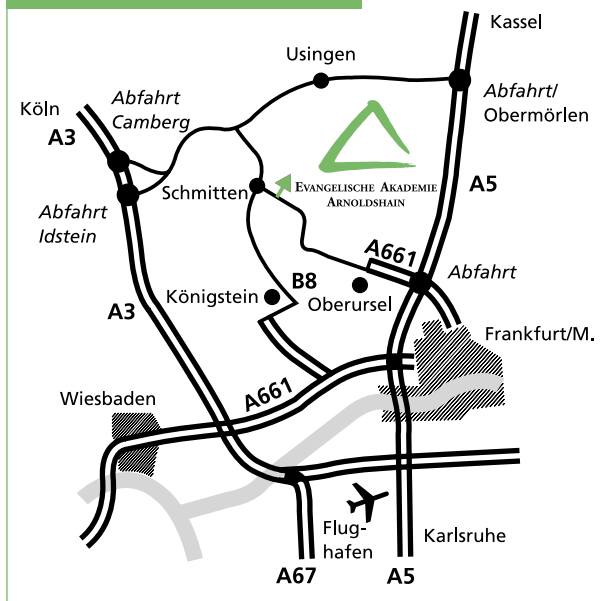 Kassel
Usingen
Abfahrt
Camberg
Köln
A3
Abfahrt/
Obermörlen
Schmitten
EVANGELISCHE AKADEMIE
ARNOLDSHAIN
A5
Abfahrt
Idstein
A661
Abfahrt
B8
Königstein
Oberursel
A3
Frankfurt/M.
A661
Wiesbaden
Flug-
hafen
Karlsruhe
A67
A5